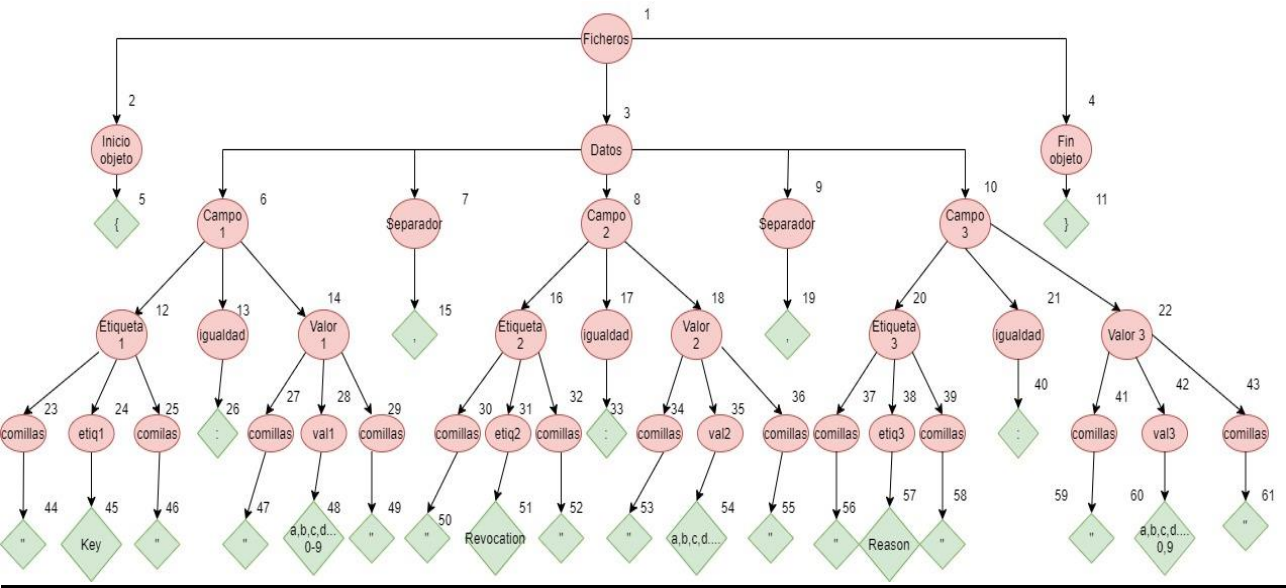 1
Ficheros
2
3
4
Inicio
objeto
Datos
Fin
objeto
5
6
7
8
9
10
11
{
Campo
1
Separador
Campo
2
Separador
Campo
3
}
12
13
14
15
16
17
18
19
20
21
22
Etiqueta
1
igualdad
Valor
1
,
Etiqueta
2
igualdad
Valor
2
,
Etiqueta
3
igualdad
Valor 3
23
24
25
26
27
28
29
30
31
32
33
34
35
36
37
38
39
40
41
42
43
comillas
etiq1
comilas
:
comillas
val1
comillas
comillas
etiq2
comillas
:
comillas
val2
comillas
comillas
etiq3
comillas
:
comillas
val3
comillas
44
45
46
47
48
49
50
51
52
53
54
55
56
57
58
59
60
61
"
Key
"
"
a,b,c,d....
0-9
"
"
Revocation
"
"
a,b,c,d....
"
"
Reason
"
"
a,b,c,d....
0,9
"